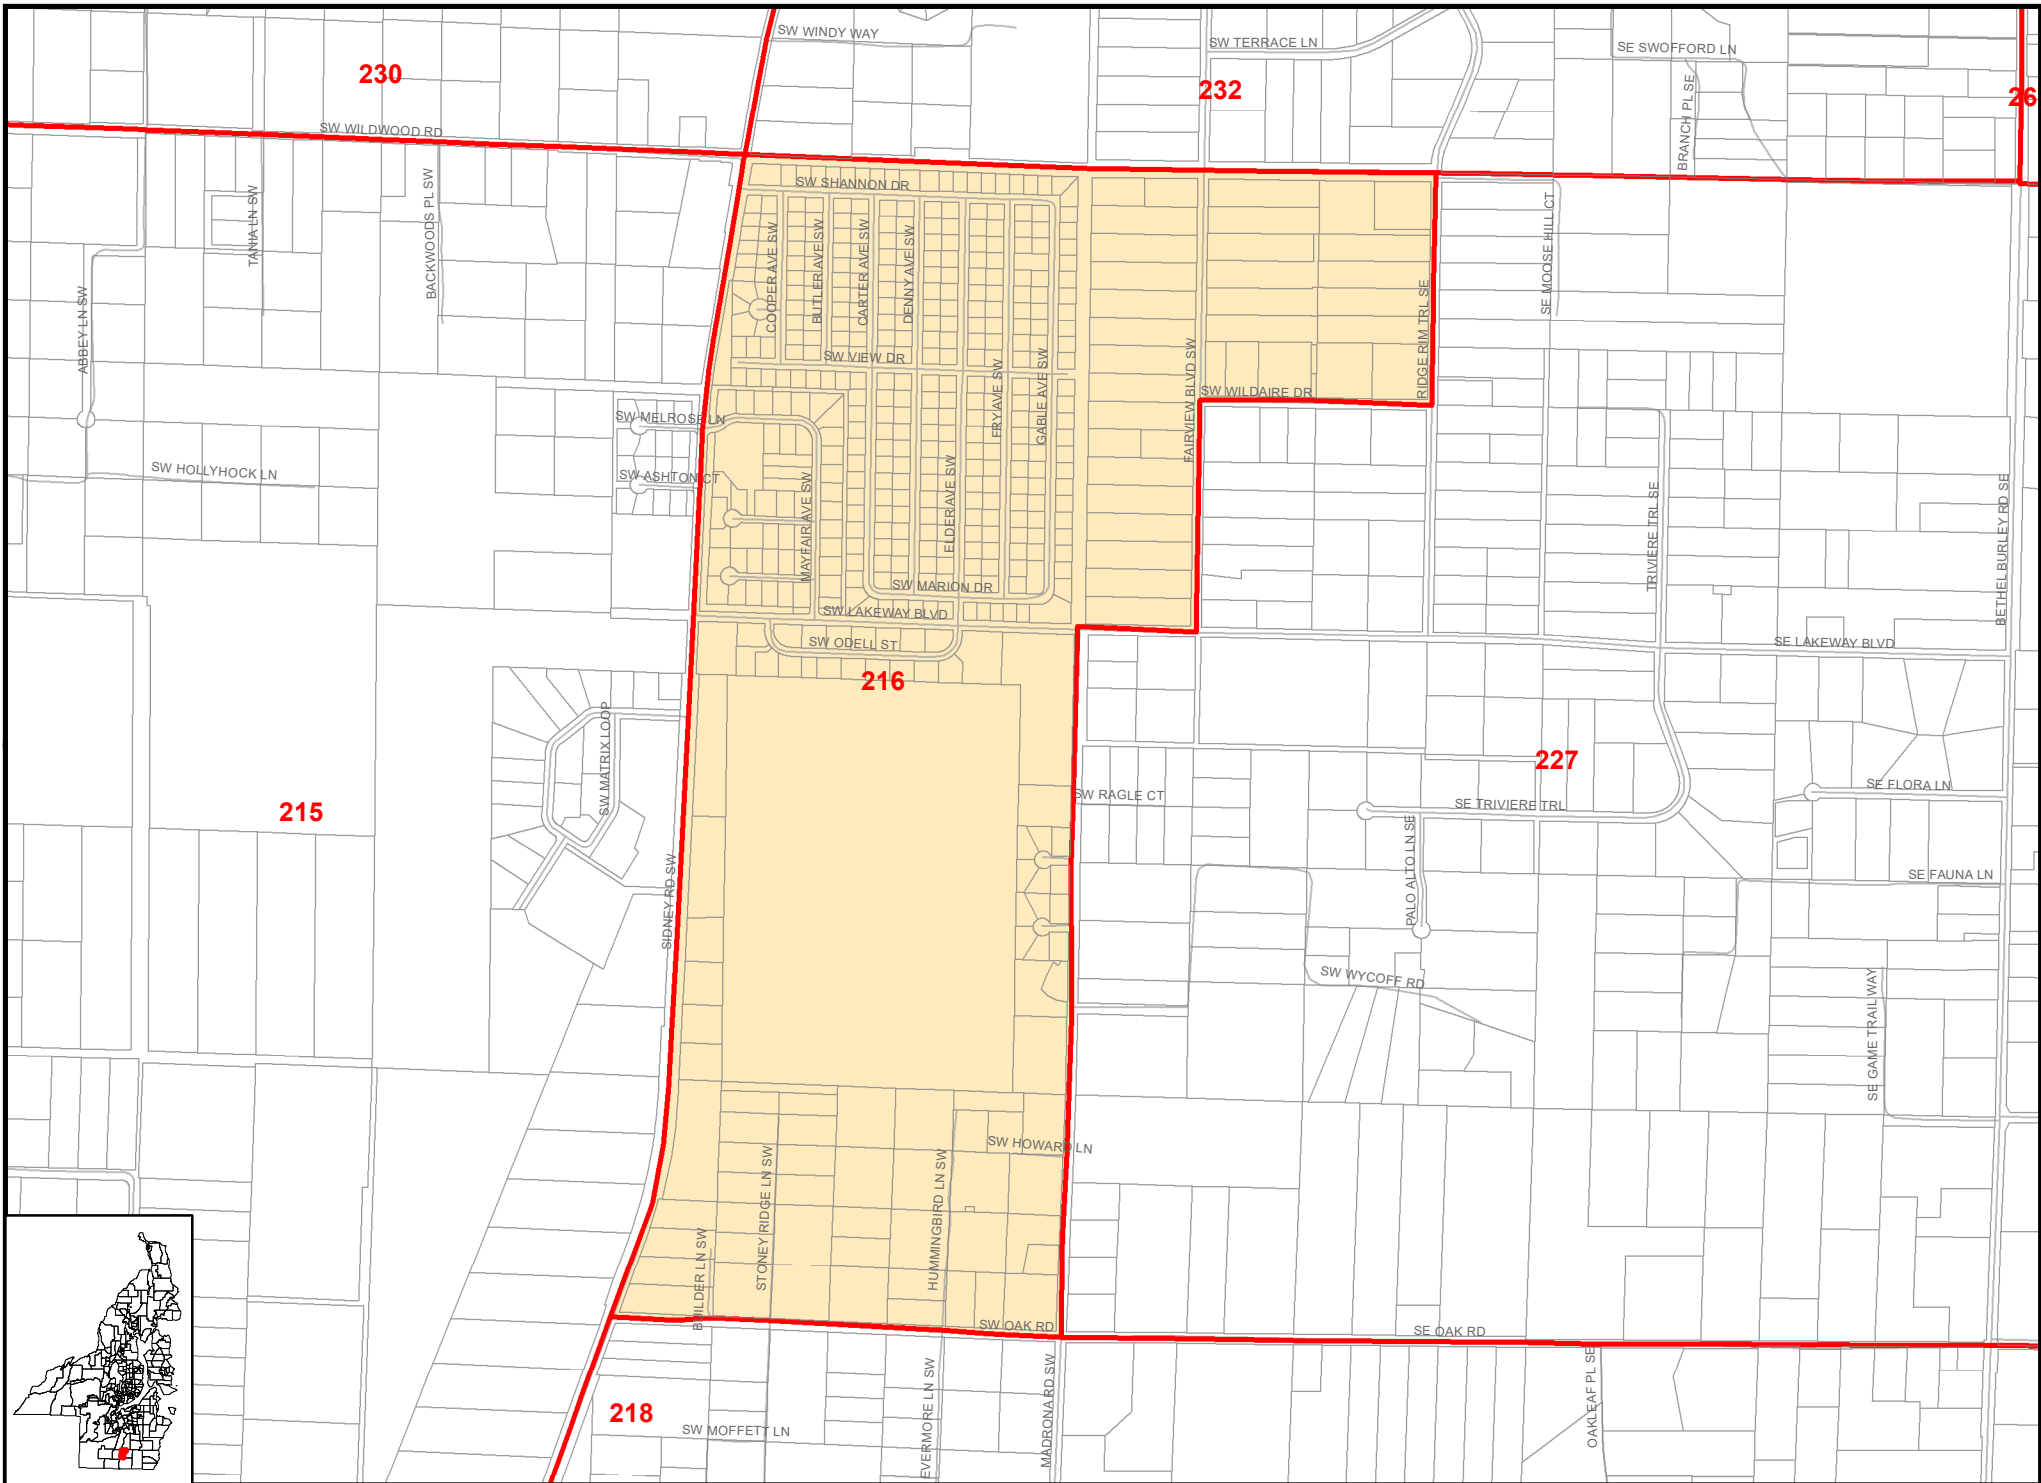 SW WINDY WAY
SW TERRACE LN
SE SWOFFORD LN
230
232
26
BRANCH PL SE
SW WILDWOOD RD
SW SHANNON DR
TANIA LN SW
BACKWOODS PL SW
SE MOOSE HILL CT
ABBEY LN SW
COOPER AVE SW
BUTLER AVE SW
CARTER AVE SW
DENNY AVE SW
RIDGE RIM TRL SE
SW VIEW DR
FRY AVE SW
GABLE AVE SW
FAIRVIEW BLVD SW
SW WILDAIRE DR
SW MELROSE LN
SW HOLLYHOCK LN
SW ASHTON CT
MAYFAIR AVE SW
ELDER AVE SW
TRIVIERE TRL SE
BETHEL BURLEY RD SE
SW MARION DR
SW LAKEWAY BLVD
SW ODELL ST
SE LAKEWAY BLVD
216
SW MATRIX LOOP
227
SE FLORA LN
SW RAGLE CT
SE TRIVIERE TRL
215
PALO ALTO LN SE
SE FAUNA LN
SIDNEY RD SW
SW WYCOFF RD
SE GAME TRAIL WAY
SW HOWARD LN
STONEY RIDGE LN SW
HUMMINGBIRD LN SW
BUILDER LN SW
SW OAK RD
SE OAK RD
EVERMORE LN SW
MADRONA RD SW
OAKLEAF PL SE
218
SW MOFFETT LN